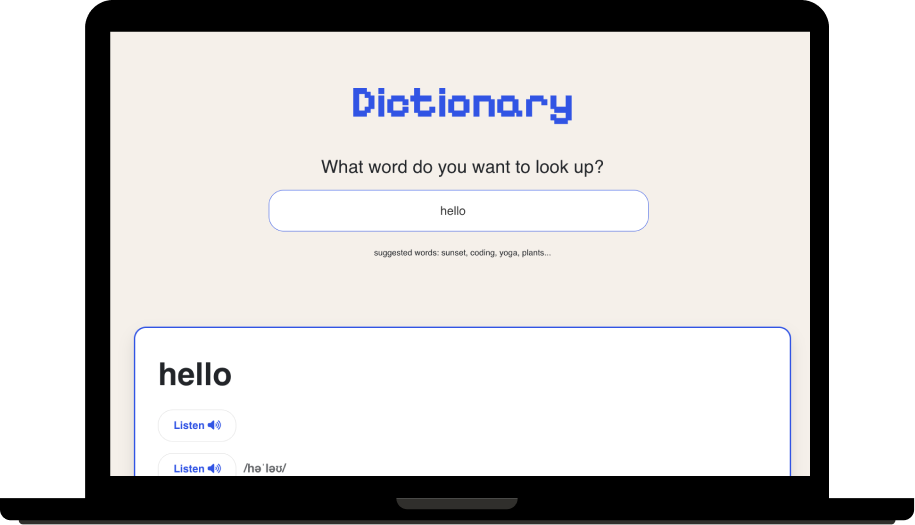 Dictionary
What word do you want to look up?
hello
suggested words: sunset, coding, yoga, plants...
hello
Listen
Listen /həˈləʊ/